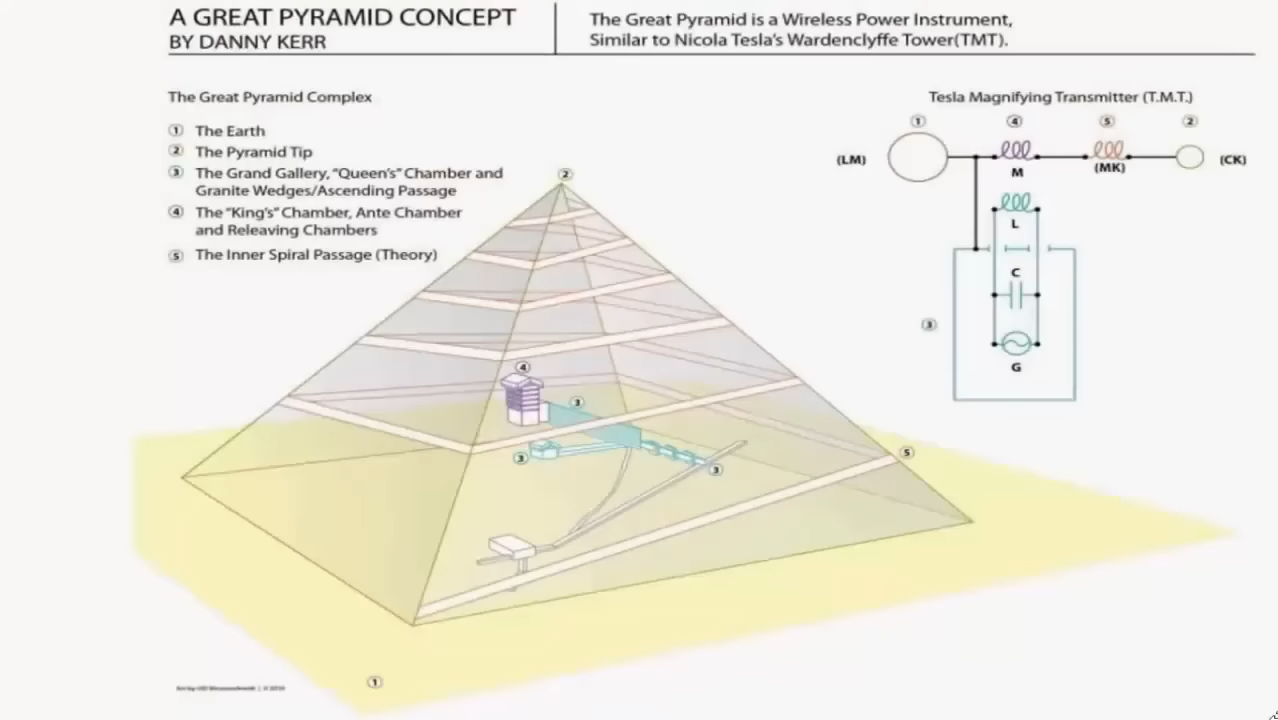 A GREAT PYRAMID CONCEPT
BY DANNY KERR
The Great Pyramid is a Wireless Power Instrument,
Similar to Nicola Tesla's Wardenclyffe Tower(TMT).
The Great Pyramid Complex
① The Earth
② The Pyramid Tip
③ The Grand Gallery, "Queen's" Chamber and
Granite Wedges/Ascending Passage
④ The "King's" Chamber, Ante Chamber
and Releaving Chambers
⑤ The Inner Spiral Passage (Theory)
Tesla Magnifying Transmitter (T.M.T.)
① ④ ⑤ ②
(LM)
M
(MK)
(CK)
L
C
③
G
②
④
③
③
③
⑤
①
Art by